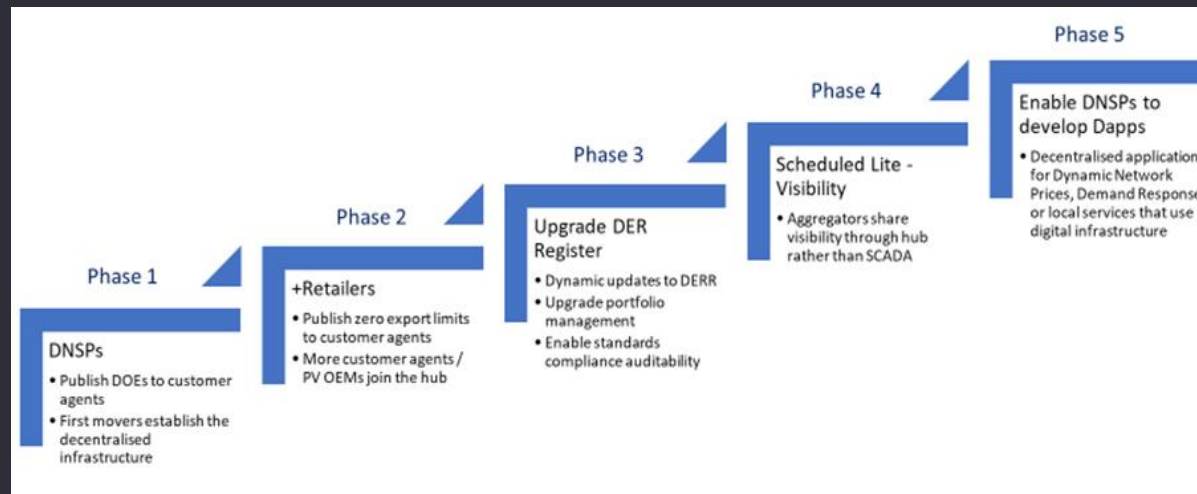 Phase 1
DNSPs
• Publish DOEs to customer
agents
• First movers establish the
decentralised
infrastructure
Phase 2
+Retailers
• Publish zero export limits
to customer agents
• More customer agents /
PV OEMs join the hub
Phase 3
Upgrade DER
Register
• Dynamic updates to DERR
• Upgrade portfolio
management
• Enable standards
compliance auditability
Phase 4
Scheduled Lite -
Visibility
• Aggregators share
visibility through hub
rather than SCADA
Phase 5
Enable DNSPs to
develop Dapps
• Decentralised application
for Dynamic Network
Prices, Demand Response
or local services that use
digital infrastructure